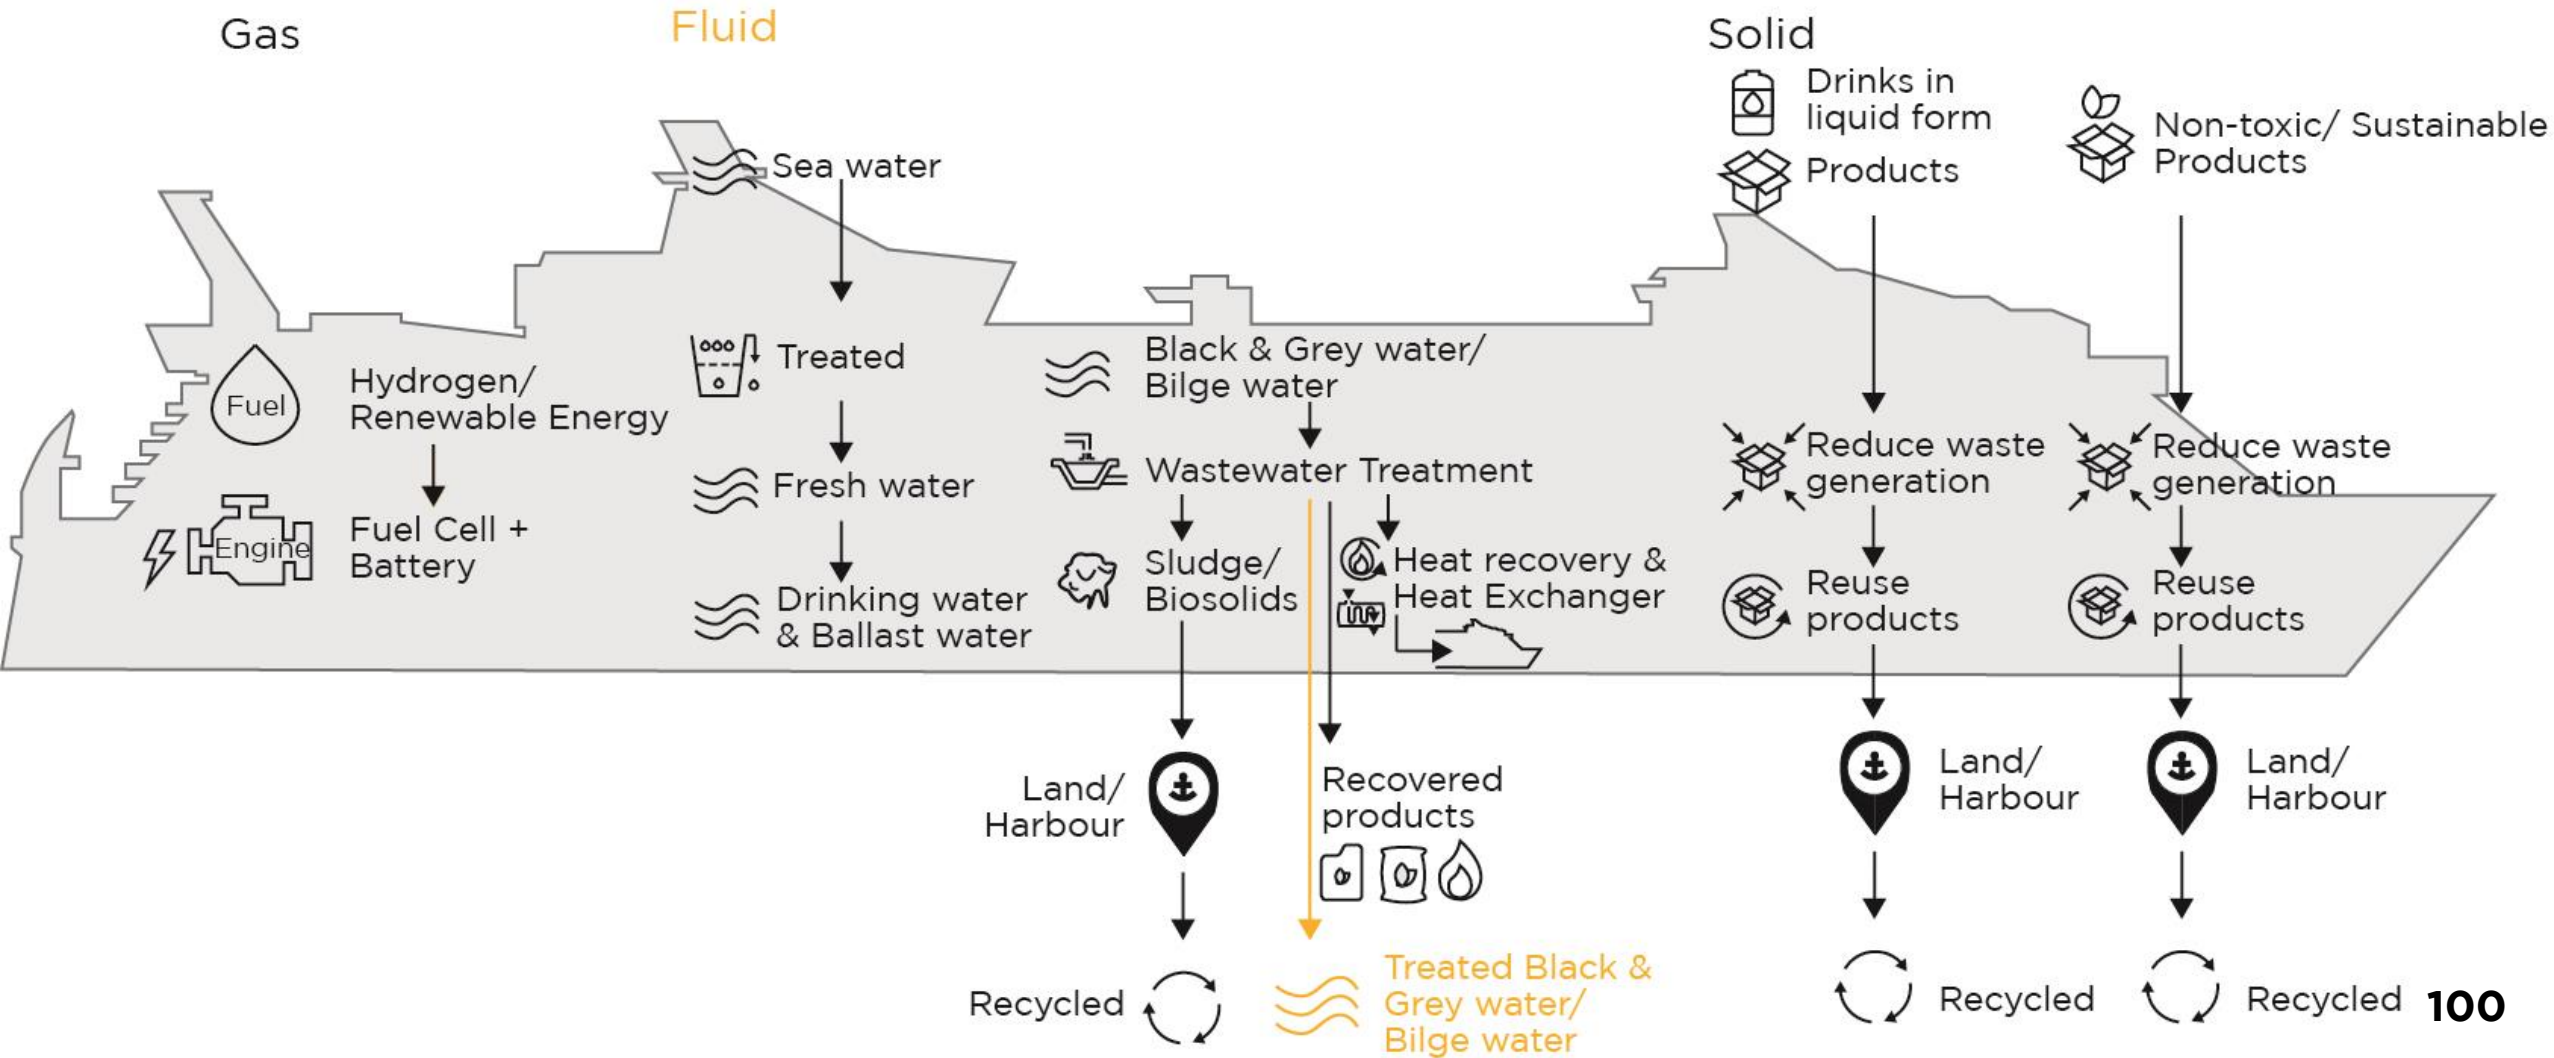 Gas
Fluid
Solid
Drinks in
liquid form
Products
Non-toxic/ Sustainable
Products
Sea water
Fuel
Hydrogen/
Renewable Energy
Engine
Fuel Cell +
Battery
Treated
Fresh water
Drinking water
& Ballast water
Black & Grey water/
Bilge water
Wastewater Treatment
Sludge/
Biosolids
Heat recovery &
Heat Exchanger
Land/
Harbour
Recycled
Recovered
products
Treated Black &
Grey water/
Bilge water
Reduce waste
generation
Reuse
products
Land/
Harbour
Recycled
Reduce waste
generation
Reuse
products
Land/
Harbour
Recycled
100